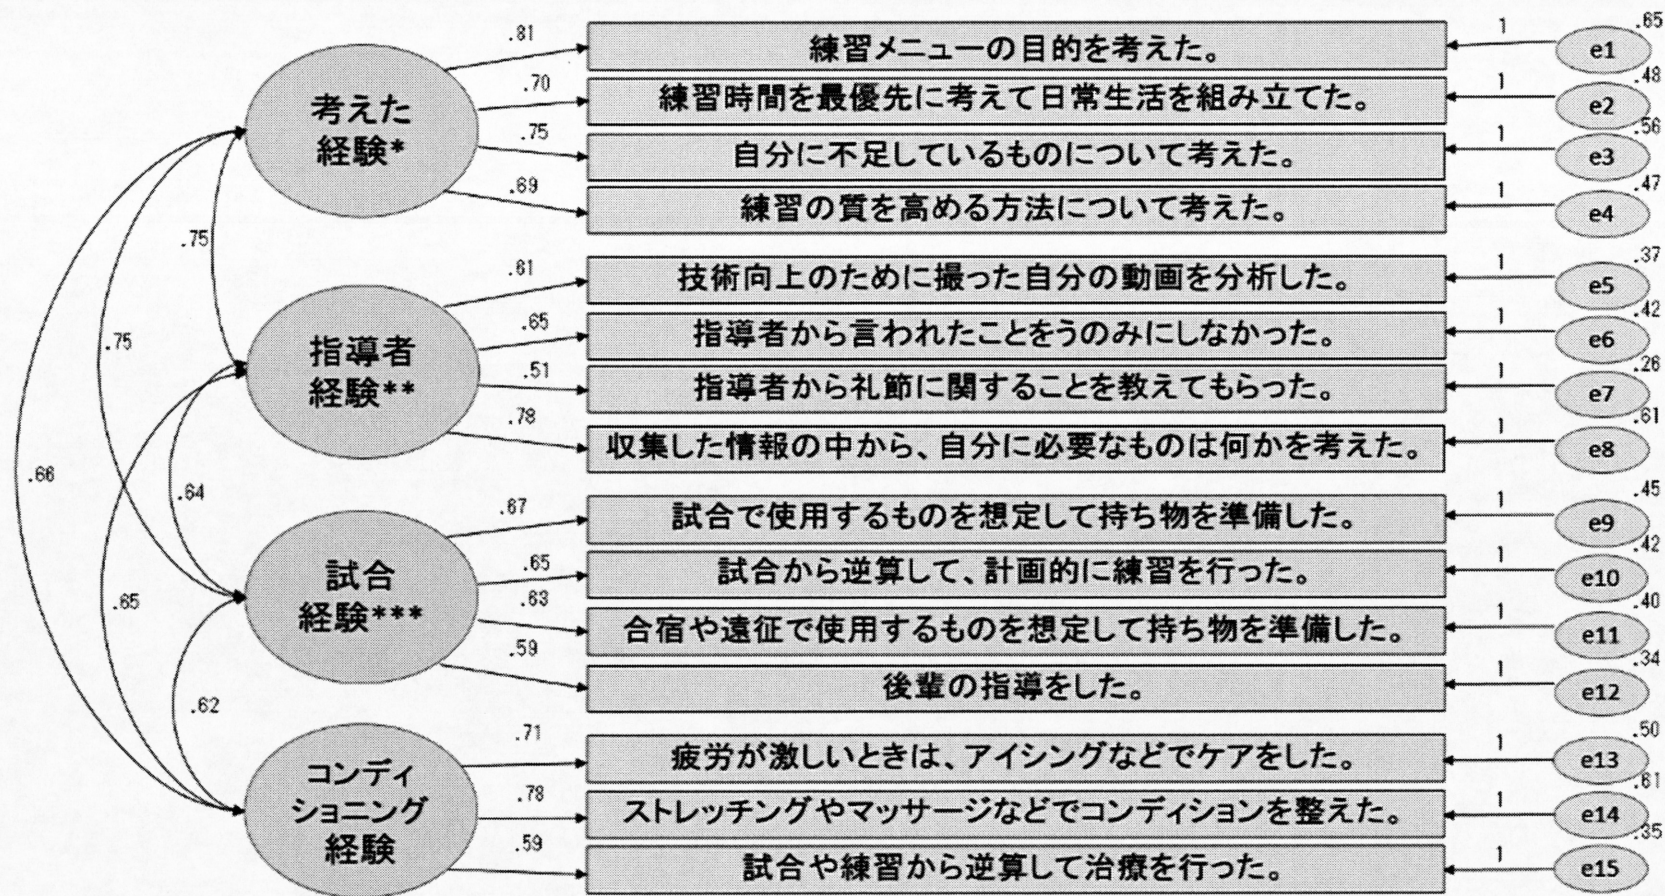 .81
練習メニューの目的を考えた。
1
.65
e1
考えた
経験*
.70
練習時間を最優先に考えて日常生活を組み立てた。
1
.48
e2
.75
自分に不足しているものについて考えた。
1
.56
e3
.69
練習の質を高める方法について考えた。
1
.47
e4
.75
.61
技術向上のために撮った自分の動画を分析した。
1
.37
e5
指導者
経験**
.65
指導者から言われたことをうのみにしなかった。
1
.42
e6
.51
指導者から礼節に関することを教えてもらった。
1
.26
e7
.78
収集した情報の中から、自分に必要なものは何かを考えた。
1
.61
e8
.75
.66
.64
.67
試合で使用するものを想定して持ち物を準備した。
1
.45
e9
試合
経験***
.65
試合から逆算して、計画的に練習を行った。
1
.42
e10
.63
合宿や遠征で使用するものを想定して持ち物を準備した。
1
.40
e11
.59
後輩の指導をした。
1
.34
e12
.65
.62
.71
疲労が激しいときは、アイシングなどでケアをした。
1
.50
e13
コンディ
ショニング
経験
.78
ストレッチングやマッサージなどでコンディションを整えた。
1
.61
e14
.59
試合や練習から逆算して治療を行った。
1
.35
e15